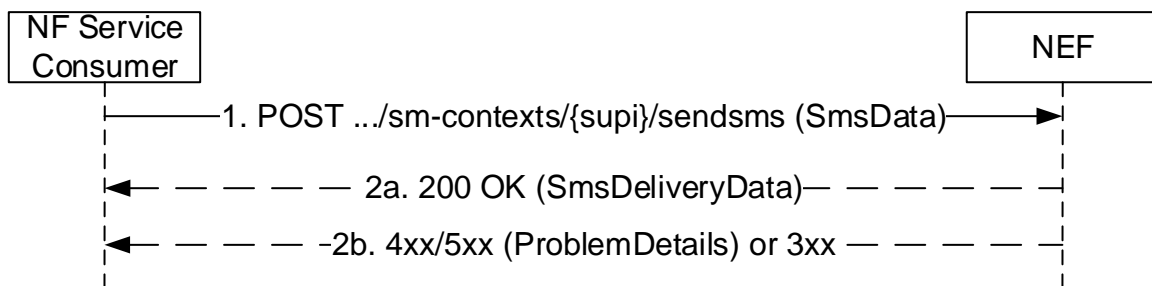 NF Service
Consumer
NEF
1. POST .../sm-contexts/{supi}/sendsms (SmsData)
2a. 200 OK (SmsDeliveryData)
2b. 4xx/5xx (ProblemDetails) or 3xx